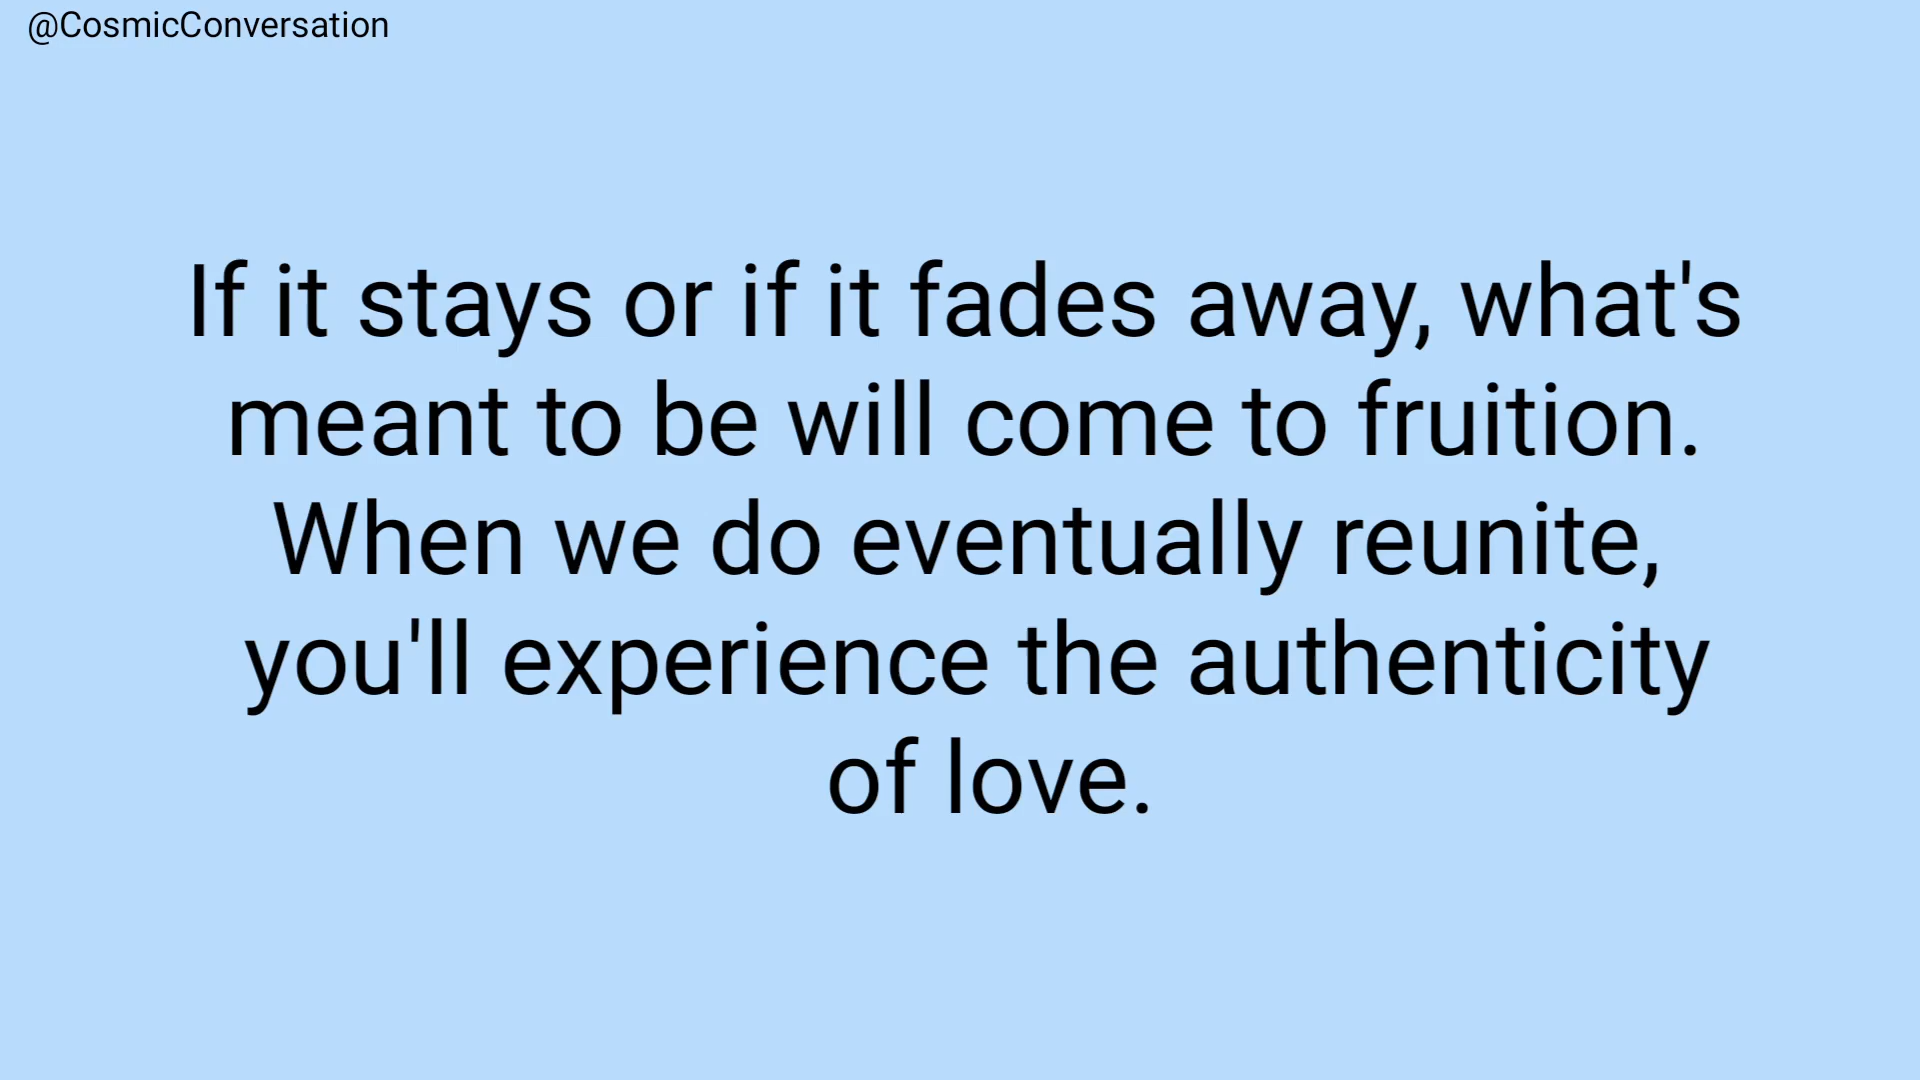 @CosmicConversation
If it stays or if it fades away, what's
meant to be will come to fruition.
When we do eventually reunite,
you'll experience the authenticity
of love.